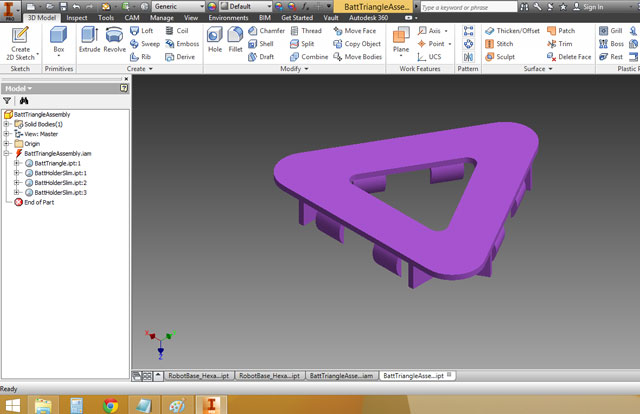 Generic Default BattTriangleAsse... Type a keyword or phrase Sign In
PRO 3D Model Inspect Tools CAM Manage View Environments BIM Get Started Vault Autodesk 360
Create
2D Sketch
Box
Extrude Revolve
Loft Coil
Sweep Emboss
Rib Derive
Hole Fillet
Chamfer Thread Move Face
Shell Split Copy Object
Draft Combine Move Bodies
Plane
Axis
Point
UCS
Thicken/Offset Patch
Stitch Trim
Sculpt Delete Face
Grill
Boss
Rest
Sketch Primitives Create Modify Work Features Pattern Surface Plastic P
Model
BattTriangleAssembly
Solid Bodies(1)
View: Master
Origin
BattTriangleAssembly.iam
BattTriangle.ipt:1
BattHolderSlim.ipt:1
BattHolderSlim.ipt:2
BattHolderSlim.ipt:3
End of Part
X Y
Z
RobotBase_Hexa...ipt RobotBase_Hexa...ipt BattTriangleAsse...iam BattTriangleAsse...ipt
Ready